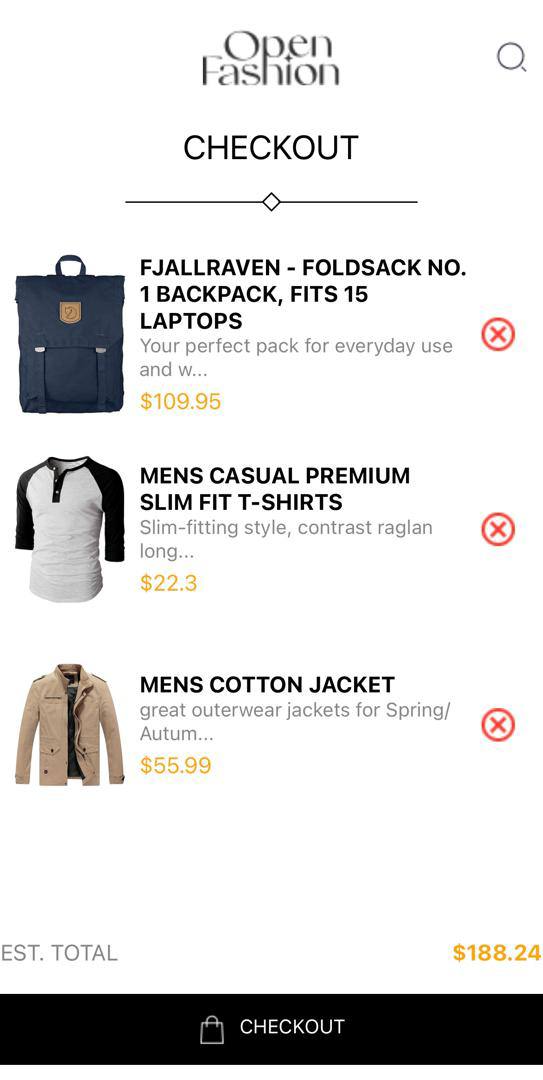 Open
Fashion
CHECKOUT
FJALLRAVEN - FOLDSACK NO.
1 BACKPACK, FITS 15
LAPTOPS
Your perfect pack for everyday use
and w...
$109.95
MENS CASUAL PREMIUM
SLIM FIT T-SHIRTS
Slim-fitting style, contrast raglan
long...
$22.3
MENS COTTON JACKET
great outerwear jackets for Spring/
Autum...
$55.99
EST. TOTAL
$188.24
CHECKOUT